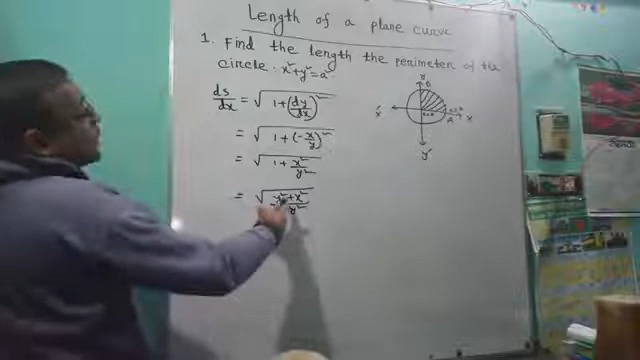 Length of a plane curve
1. Find the length the perimeter of the
circle x²+y²=a²
ds/dx = √(1+(dy/dx)²)
= √(1+(-x/y)²)
= √(1+x²/y²)
= √((y²+x²)/y²)
y
B
x'
A
x
y'